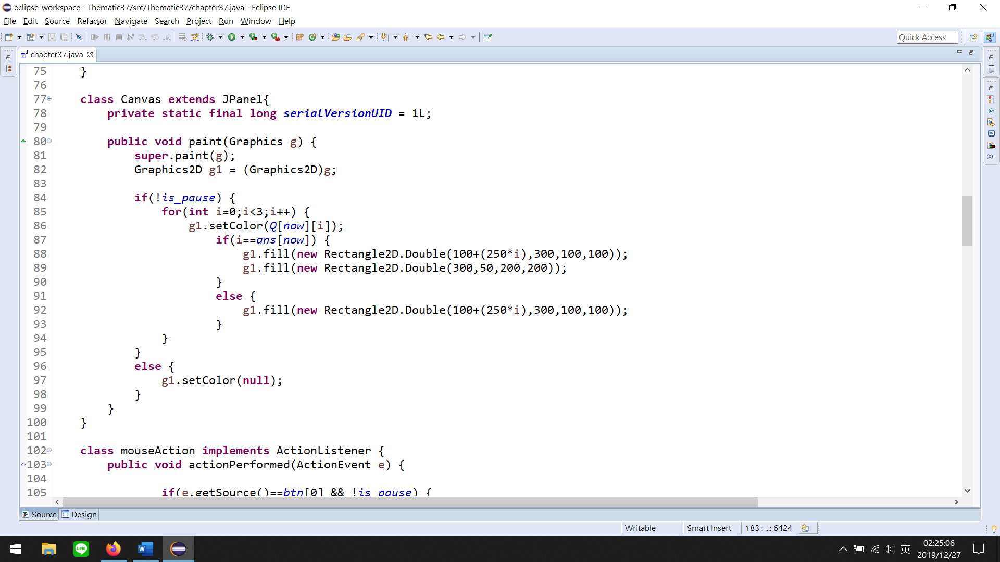 eclipse-workspace - Thematic37/src/Thematic37/chapter37.java - Eclipse IDE
File Edit Source Refactor Navigate Search Project Run Window Help
Quick Access
chapter37.java
75 }
76
77 class Canvas extends JPanel{
78 private static final long serialVersionUID = 1L;
79
80 public void paint(Graphics g) {
81 super.paint(g);
82 Graphics2D g1 = (Graphics2D)g;
83
84 if(!is_pause) {
85 for(int i=0;i<3;i++) {
86 g1.setColor(Q[now][i]);
87 if(i==ans[now]) {
88 g1.fill(new Rectangle2D.Double(100+(250*i),300,100,100));
89 g1.fill(new Rectangle2D.Double(300,50,200,200));
90 }
91 else {
92 g1.fill(new Rectangle2D.Double(100+(250*i),300,100,100));
93 }
94 }
95 }
96 else {
97 g1.setColor(null);
98 }
99 }
100 }
101
102 class mouseAction implements ActionListener {
103 public void actionPerformed(ActionEvent e) {
104
105 if(e.getSource()==btn[0] && !is_pause) {
Source Design
Writable Smart Insert 183 : ...: 6424
LINE
W
英
02:25:06
2019/12/27